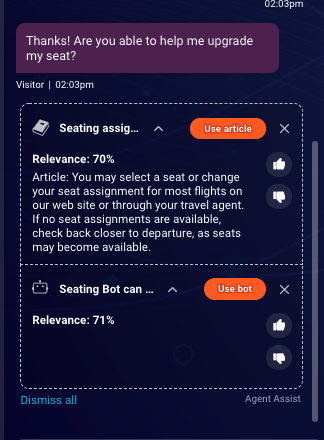 02:03pm
Thanks! Are you able to help me upgrade
my seat?
Visitor | 02:03pm
Seating assig... Use article
Relevance: 70%
Article: You may select a seat or change
your seat assignment for most flights on
our web site or through your travel agent.
If no seat assignments are available,
check back closer to departure, as seats
may become available.
Seating Bot can ... Use bot
Relevance: 71%
Dismiss all Agent Assist